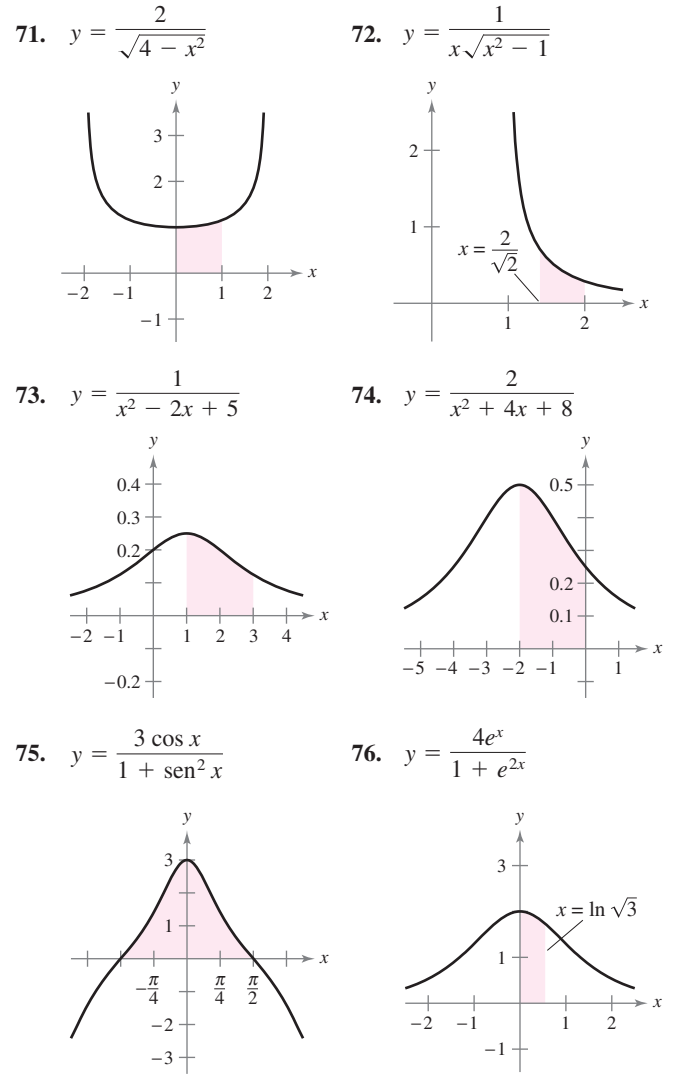 71. y = 2/√(4 − x²)
72. y = 1/(x√(x² − 1))
y
3
2
−2 −1 1 2 x
−1
y
2
1
x = 2/√2
1 2 x
73. y = 1/(x² − 2x + 5)
74. y = 2/(x² + 4x + 8)
y
0.4
0.3
0.2
−2 −1 1 2 3 4 x
−0.2
y
0.5
0.2
0.1
−5 −4 −3 −2 −1 1 x
75. y = (3 cos x)/(1 + sen² x)
76. y = 4eˣ/(1 + e²ˣ)
y
3
1
x
−π/4 π/4 π/2
−2
−3
y
3
x = ln √3
1
−2 −1 1 2 x
−1